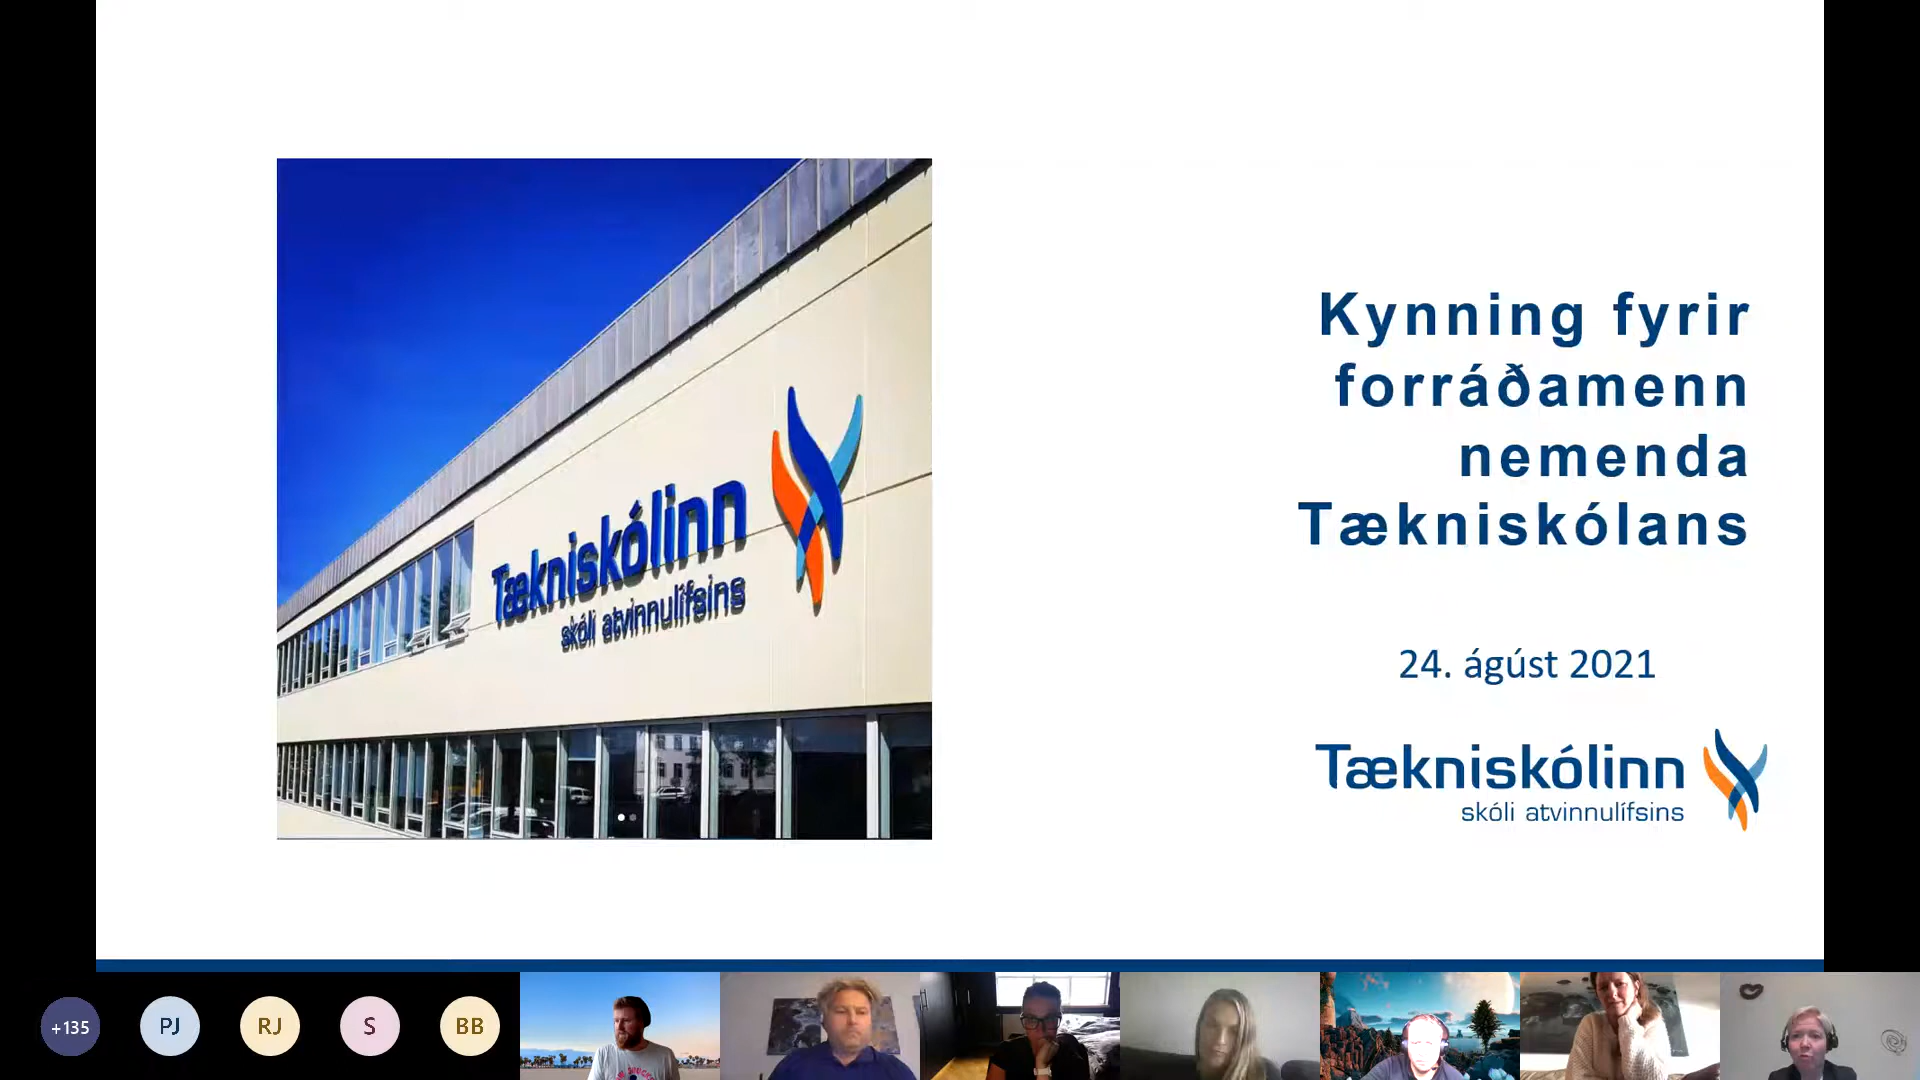 Tækniskólinn
skóli atvinnulífsins
Kynning fyrir
forráðamenn
nemenda
Tækniskólans
24. ágúst 2021
Tækniskólinn
skóli atvinnulífsins
+135
PJ
RJ
S
BB